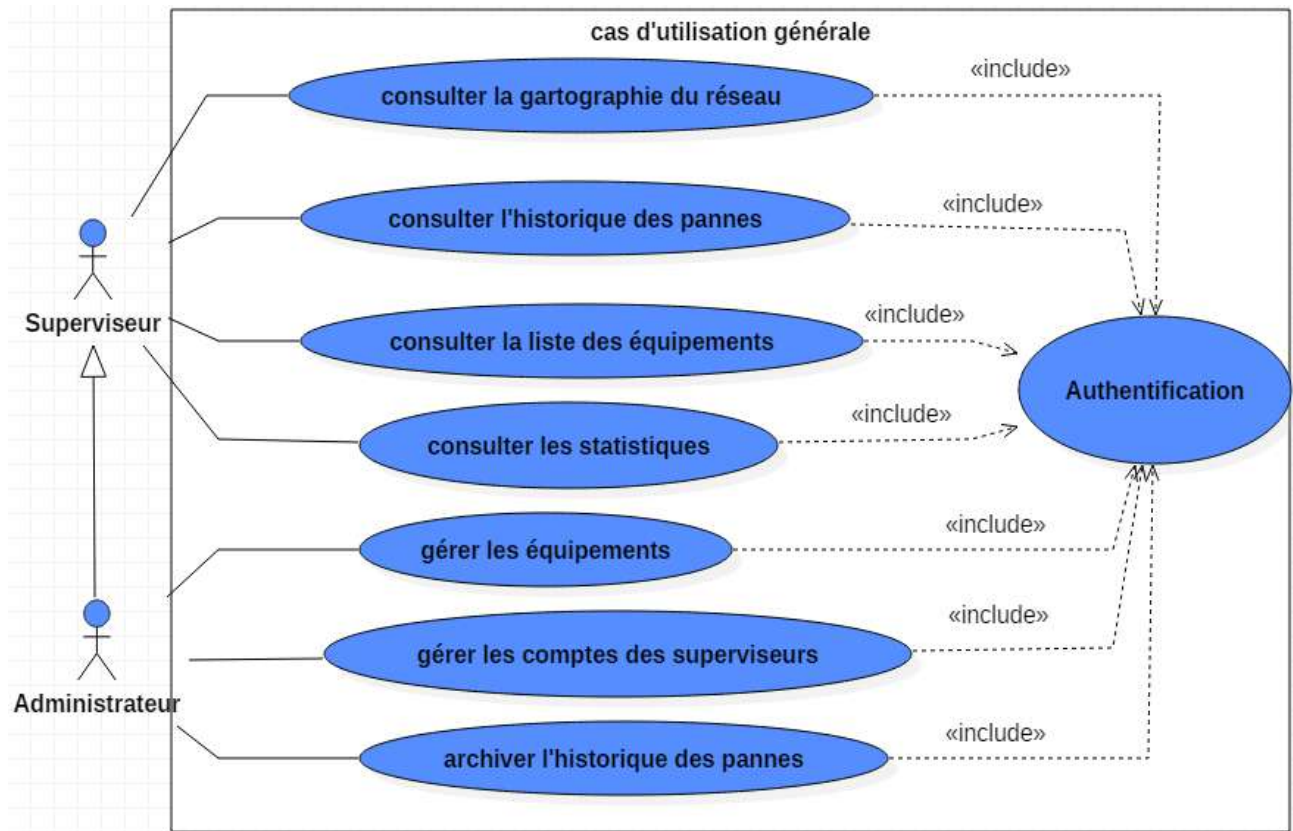 cas d'utilisation générale
«include»
consulter la gartographie du réseau
consulter l'historique des pannes
«include»
Superviseur
consulter la liste des équipements
«include»
Authentification
consulter les statistiques
«include»
gérer les équipements
«include»
gérer les comptes des superviseurs
«include»
Administrateur
archiver l'historique des pannes
«include»